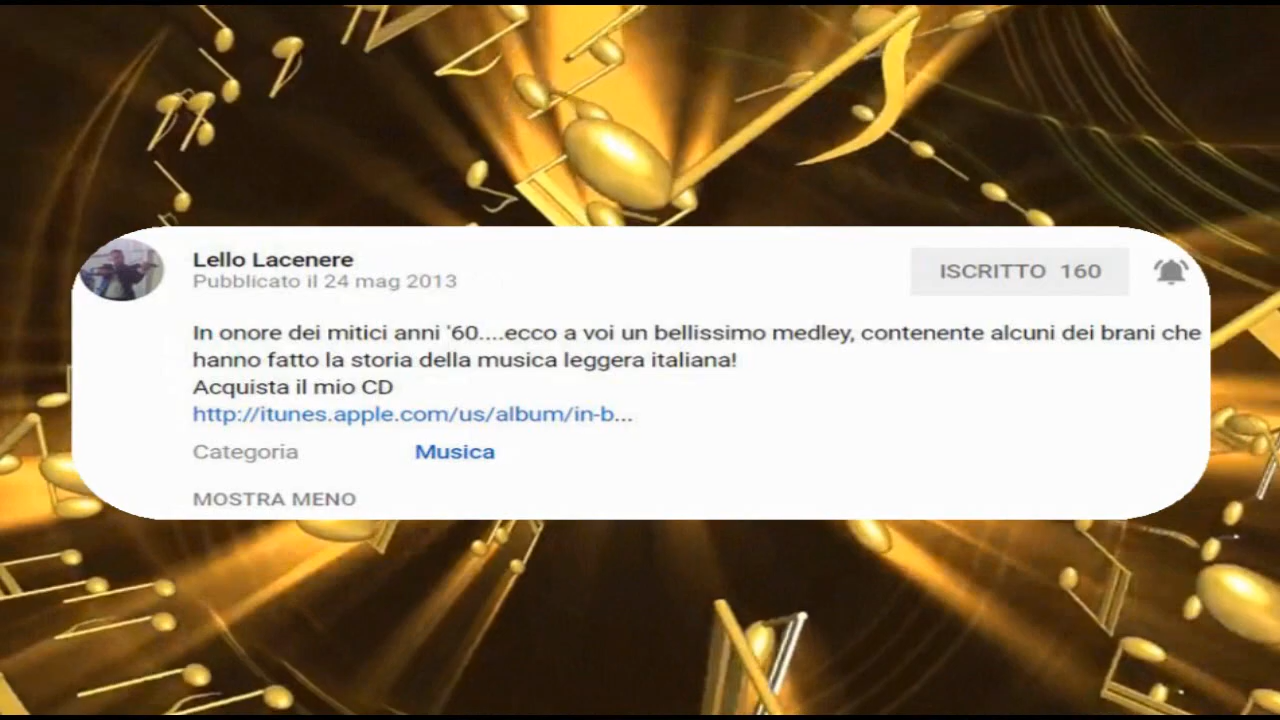 Lello Lacenere
Pubblicato il 24 mag 2013
ISCRITTO 160
In onore dei mitici anni '60....ecco a voi un bellissimo medley, contenente alcuni dei brani che
hanno fatto la storia della musica leggera italiana!
Acquista il mio CD
http://itunes.apple.com/us/album/in-b...
Categoria Musica
MOSTRA MENO